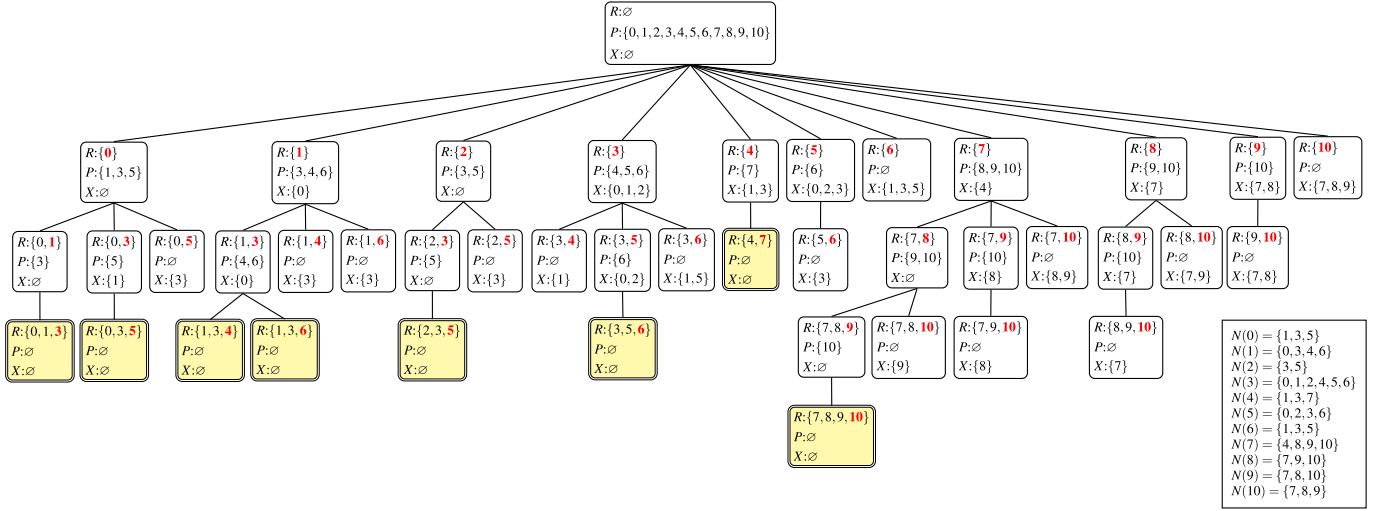 R:∅
P:{0,1,2,3,4,5,6,7,8,9,10}
X:∅
R:{0}
P:{1,3,5}
X:∅
R:{1}
P:{3,4,6}
X:{0}
R:{2}
P:{3,5}
X:∅
R:{3}
P:{4,5,6}
X:{0,1,2}
R:{4}
P:{7}
X:{1,3}
R:{5}
P:{6}
X:{0,2,3}
R:{6}
P:∅
X:{1,3,5}
R:{7}
P:{8,9,10}
X:{4}
R:{8}
P:{9,10}
X:{7}
R:{9}
P:{10}
X:{7,8}
R:{10}
P:∅
X:{7,8,9}
R:{0,1}
P:{3}
X:∅
R:{0,3}
P:{5}
X:{1}
R:{0,5}
P:∅
X:{3}
R:{1,3}
P:{4,6}
X:{0}
R:{1,4}
P:∅
X:{3}
R:{1,6}
P:∅
X:{3}
R:{2,3}
P:{5}
X:∅
R:{2,5}
P:∅
X:{3}
R:{3,4}
P:∅
X:{1}
R:{3,5}
P:{6}
X:{0,2}
R:{3,6}
P:∅
X:{1,5}
R:{4,7}
P:∅
X:∅
R:{5,6}
P:∅
X:{3}
R:{7,8}
P:{9,10}
X:∅
R:{7,9}
P:{10}
X:{8}
R:{7,10}
P:∅
X:{8,9}
R:{8,9}
P:{10}
X:{7}
R:{8,10}
P:∅
X:{7,9}
R:{9,10}
P:∅
X:{7,8}
R:{0,1,3}
P:∅
X:∅
R:{0,3,5}
P:∅
X:∅
R:{1,3,4}
P:∅
X:∅
R:{1,3,6}
P:∅
X:∅
R:{2,3,5}
P:∅
X:∅
R:{3,5,6}
P:∅
X:∅
R:{7,8,9}
P:{10}
X:∅
R:{7,8,10}
P:∅
X:{9}
R:{7,9,10}
P:∅
X:{8}
R:{8,9,10}
P:∅
X:{7}
R:{7,8,9,10}
P:∅
X:∅
N(0) = {1,3,5}
N(1) = {0,3,4,6}
N(2) = {3,5}
N(3) = {0,1,2,4,5,6}
N(4) = {1,3,7}
N(5) = {0,2,3,6}
N(6) = {1,3,5}
N(7) = {4,8,9,10}
N(8) = {7,9,10}
N(9) = {7,8,10}
N(10) = {7,8,9}